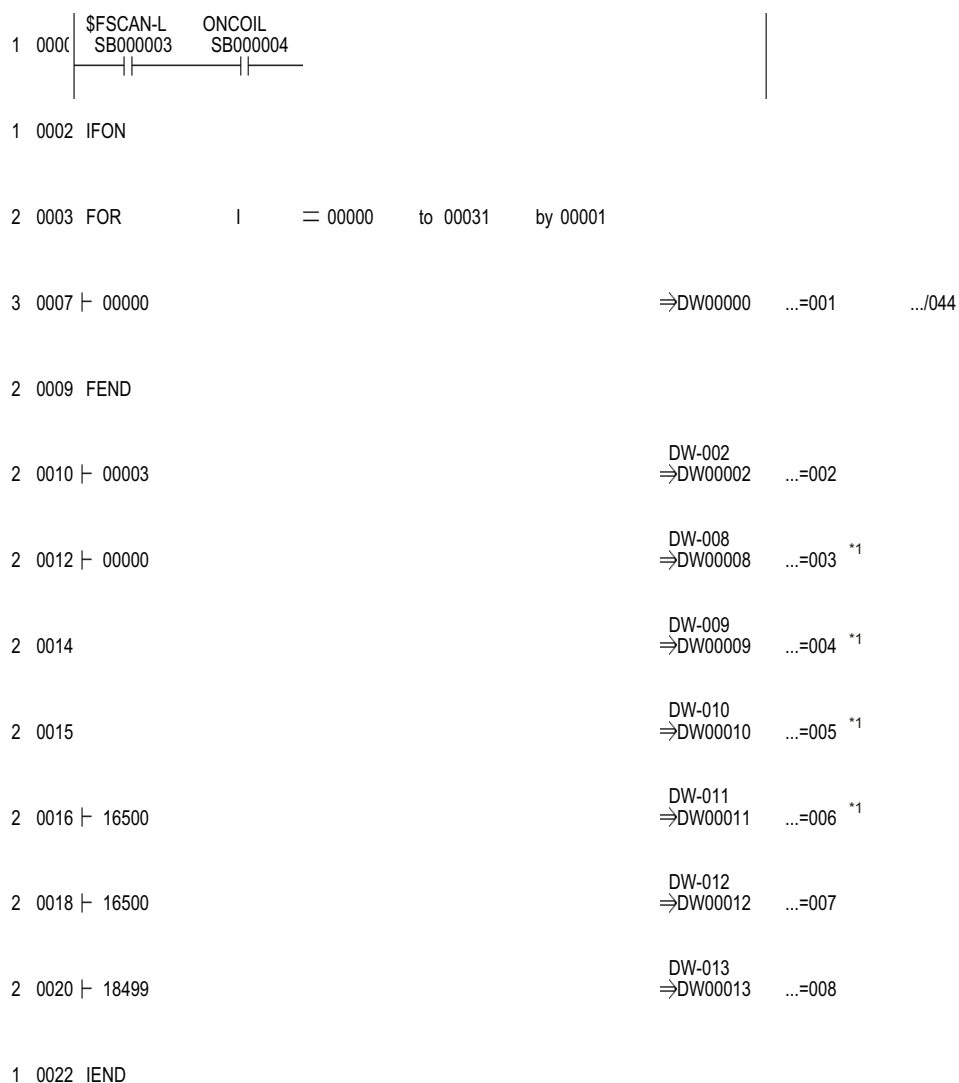 $FSCAN-L ONCOIL
1 0000 SB000003 SB000004
1 0002 IFON
2 0003 FOR I = 00000 to 00031 by 00001
3 0007 ├ 00000 ⇒DW00000 ...=001 .../044
2 0009 FEND
DW-002
2 0010 ├ 00003 ⇒DW00002 ...=002
DW-008
2 0012 ├ 00000 ⇒DW00008 ...=003 *1
DW-009
2 0014 ⇒DW00009 ...=004 *1
DW-010
2 0015 ⇒DW00010 ...=005 *1
DW-011
2 0016 ├ 16500 ⇒DW00011 ...=006 *1
DW-012
2 0018 ├ 16500 ⇒DW00012 ...=007
DW-013
2 0020 ├ 18499 ⇒DW00013 ...=008
1 0022 IEND